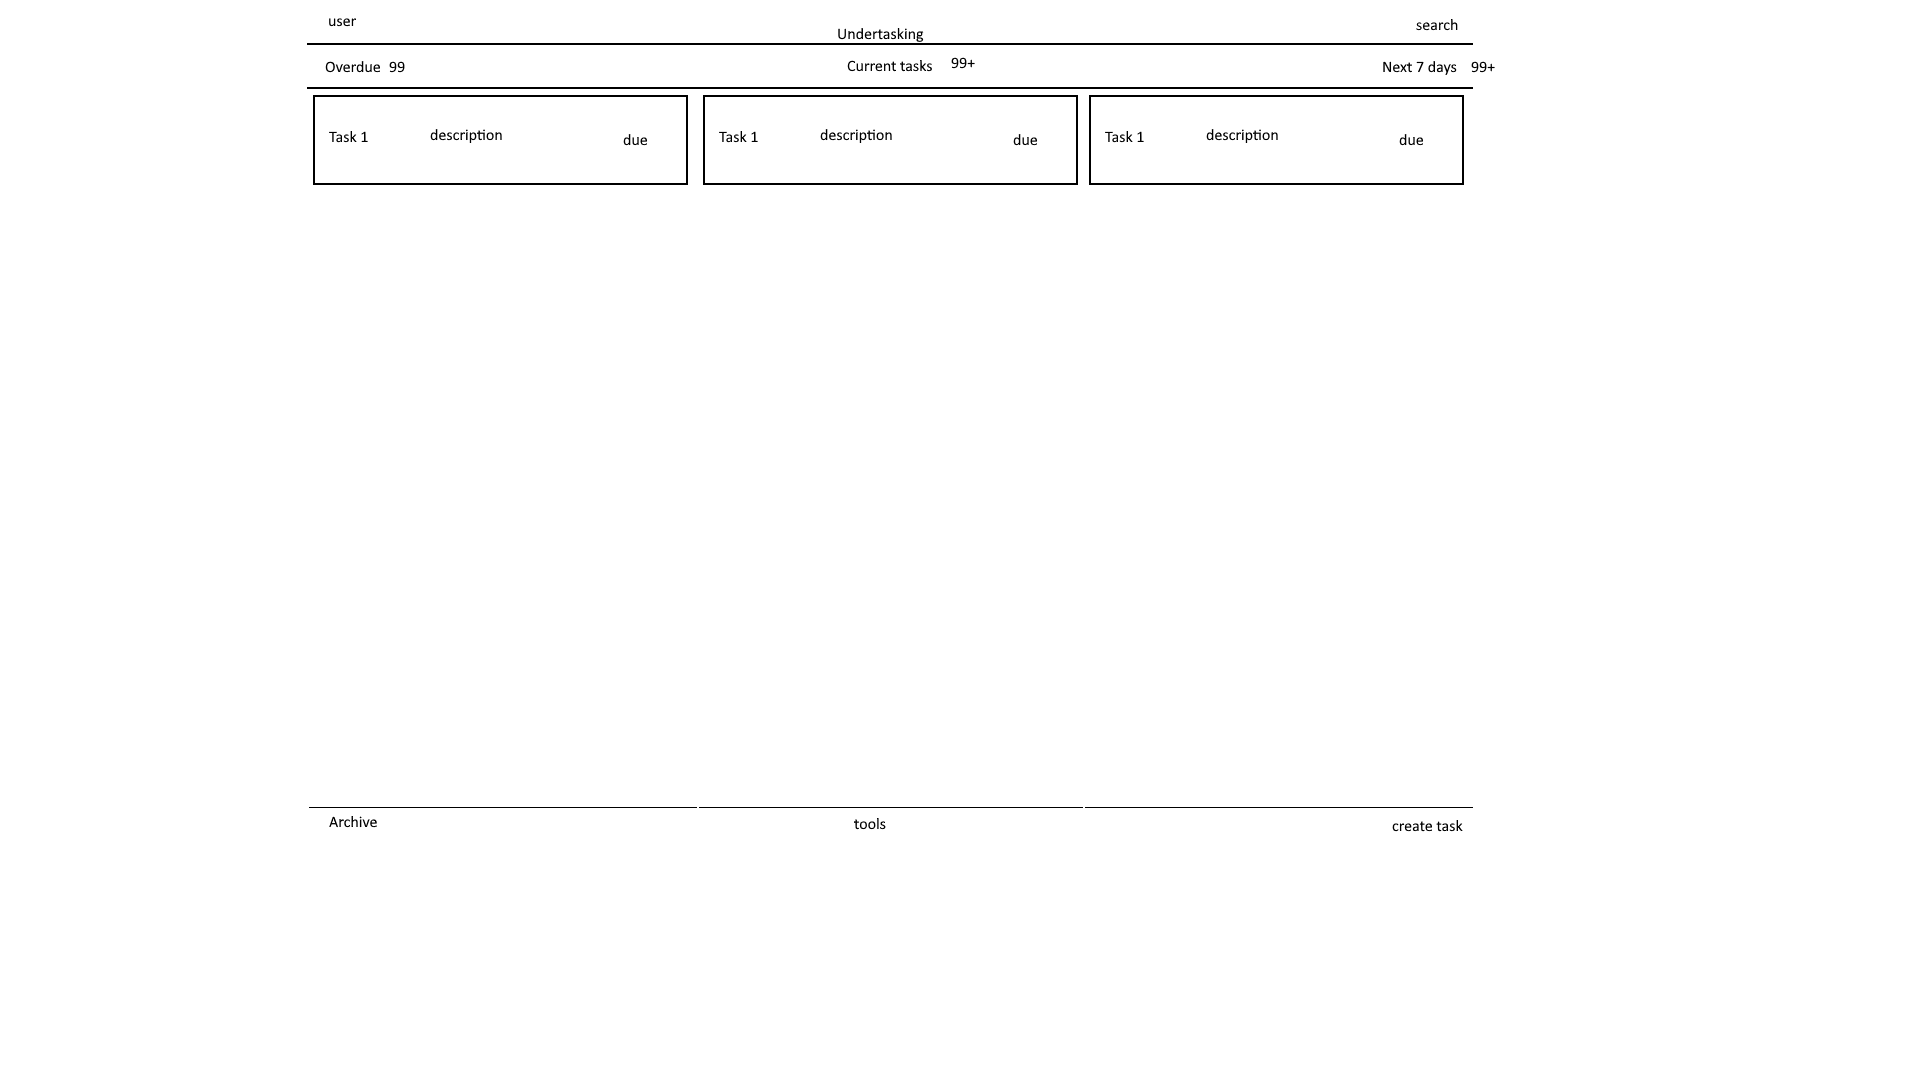 user
Undertasking
search
Overdue 99
Current tasks 99+
Next 7 days 99+
Task 1 description due
Task 1 description due
Task 1 description due
Archive
tools
create task